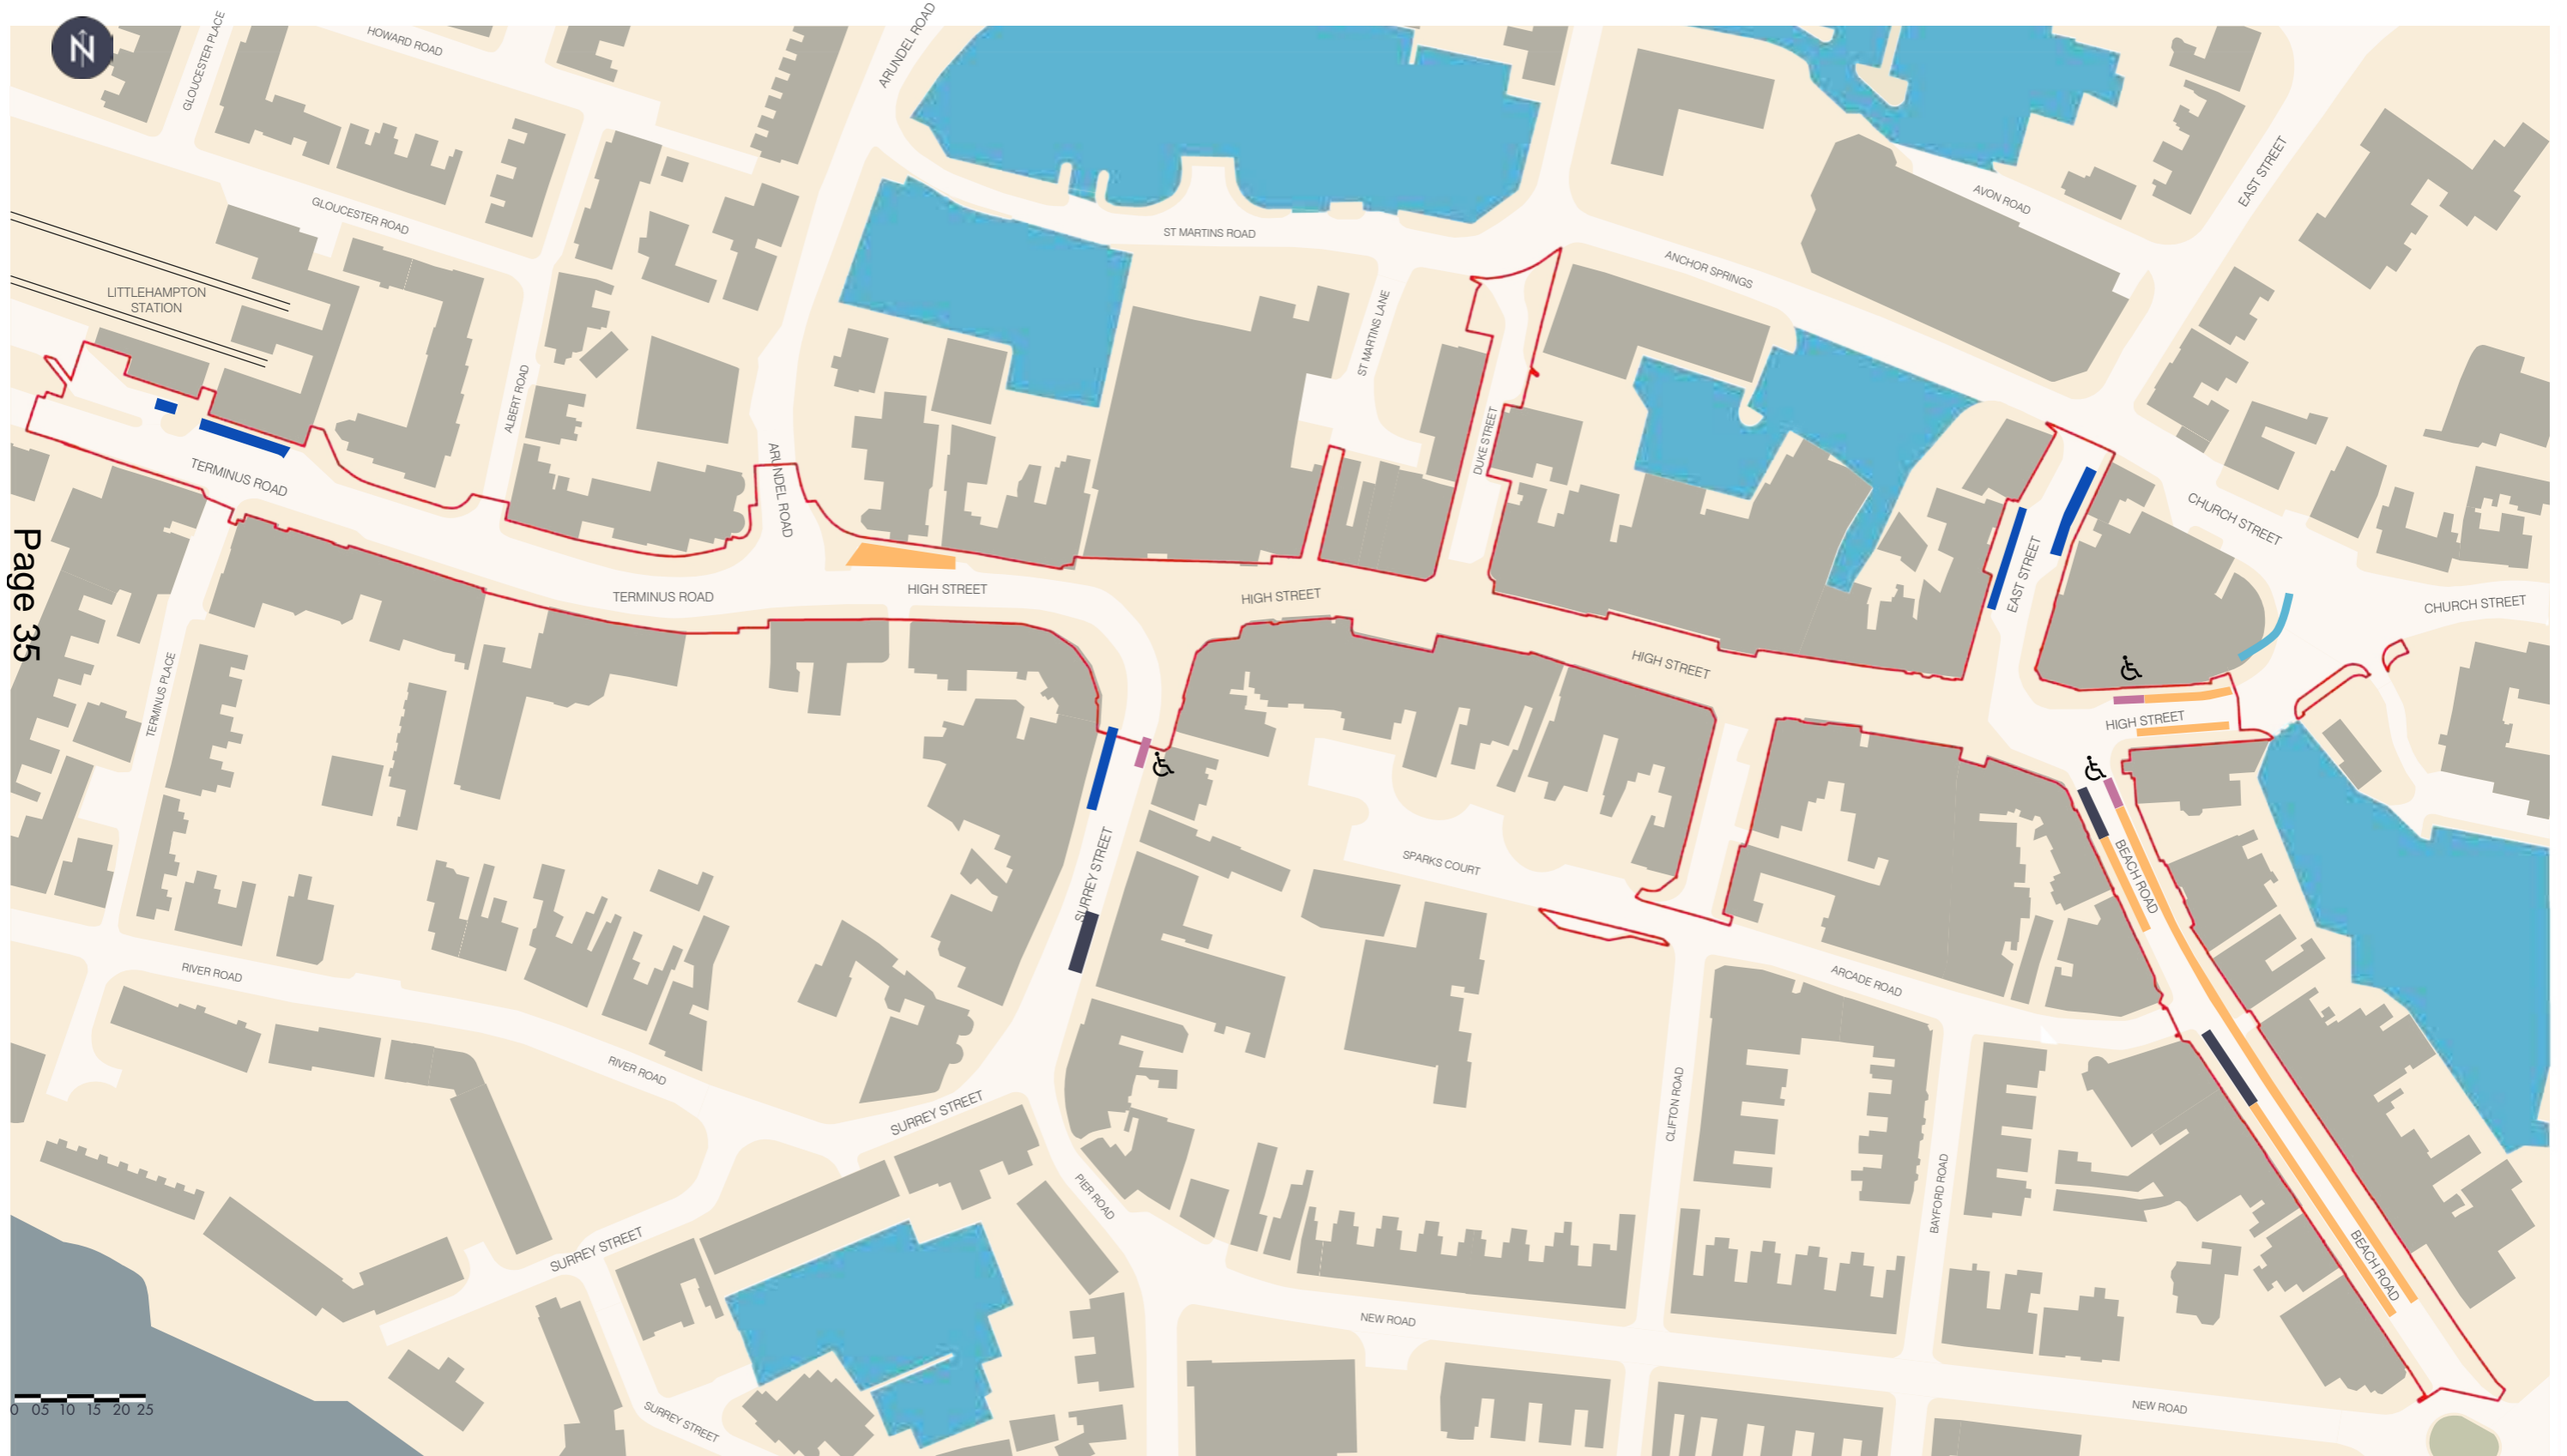 N
GLOUCESTER PLACE
HOWARD ROAD
ARUNDEL ROAD
EAST STREET
AVON ROAD
GLOUCESTER ROAD
ST MARTINS ROAD
ANCHOR SPRINGS
LITTLEHAMPTON
STATION
ST MARTINS LANE
ALBERT ROAD
DUKE STREET
TERMINUS ROAD
ARUNDEL ROAD
CHURCH STREET
EAST STREET
Page 35
TERMINUS ROAD
HIGH STREET
HIGH STREET
CHURCH STREET
HIGH STREET
TERMINUS PLACE
HIGH STREET
SURREY STREET
SPARKS COURT
BEACH ROAD
RIVER ROAD
ARCADE ROAD
RIVER ROAD
SURREY STREET
CLIFTON ROAD
PIER ROAD
BAYFORD ROAD
SURREY STREET
BEACH ROAD
NEW ROAD
NEW ROAD
SURREY STREET
0 05 10 15 20 25